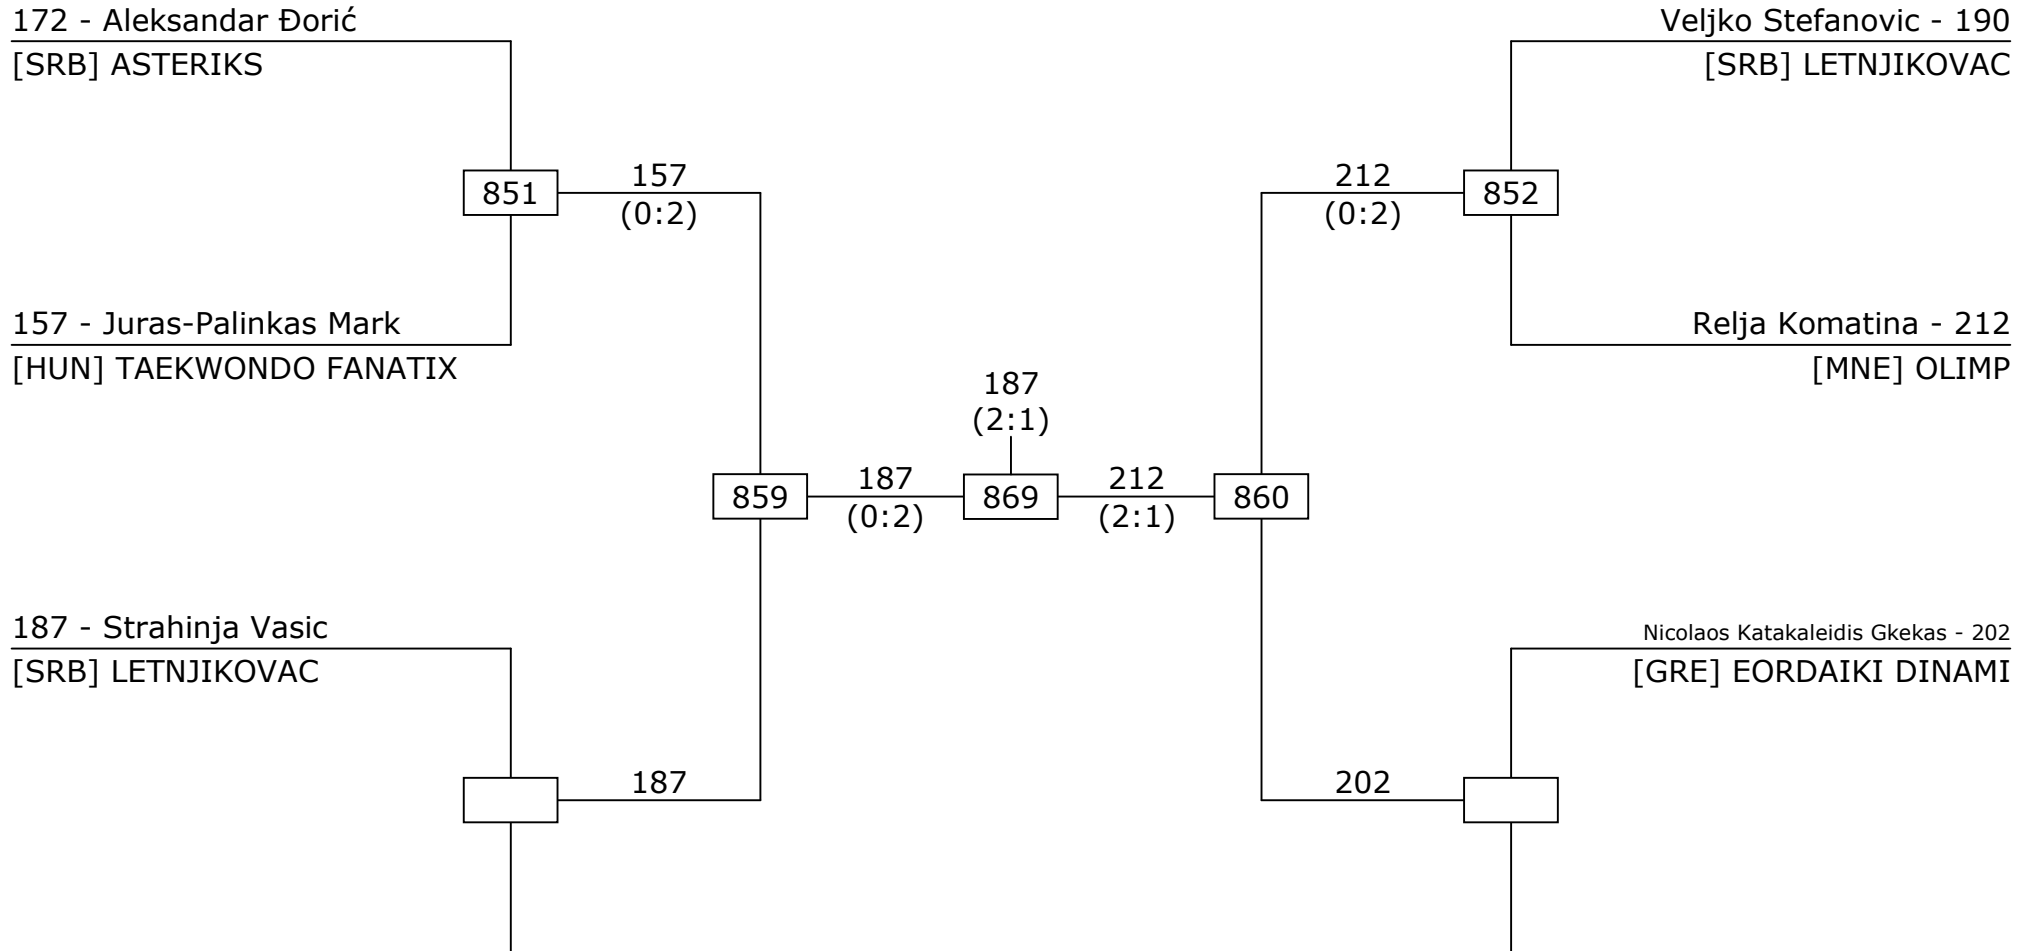 172 - Aleksandar Đorić
[SRB] ASTERIKS
Veljko Stefanovic - 190
[SRB] LETNJIKOVAC
851
157
(0:2)
212
(0:2)
852
157 - Juras-Palinkas Mark
[HUN] TAEKWONDO FANATIX
Relja Komatina - 212
[MNE] OLIMP
187
(2:1)
859
187
(0:2)
869
212
(2:1)
860
187 - Strahinja Vasic
[SRB] LETNJIKOVAC
Nicolaos Katakaleidis Gkekas - 202
[GRE] EORDAIKI DINAMI
187
202